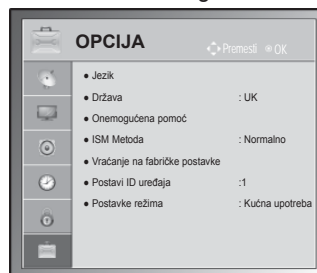 OPCIJA
Premesti OK
● Jezik
● Država : UK
● Onemogućena pomoć
● ISM Metoda : Normalno
● Vraćanje na fabričke postavke
● Postavi ID uređaja :1
● Postavke režima : Kućna upotreba